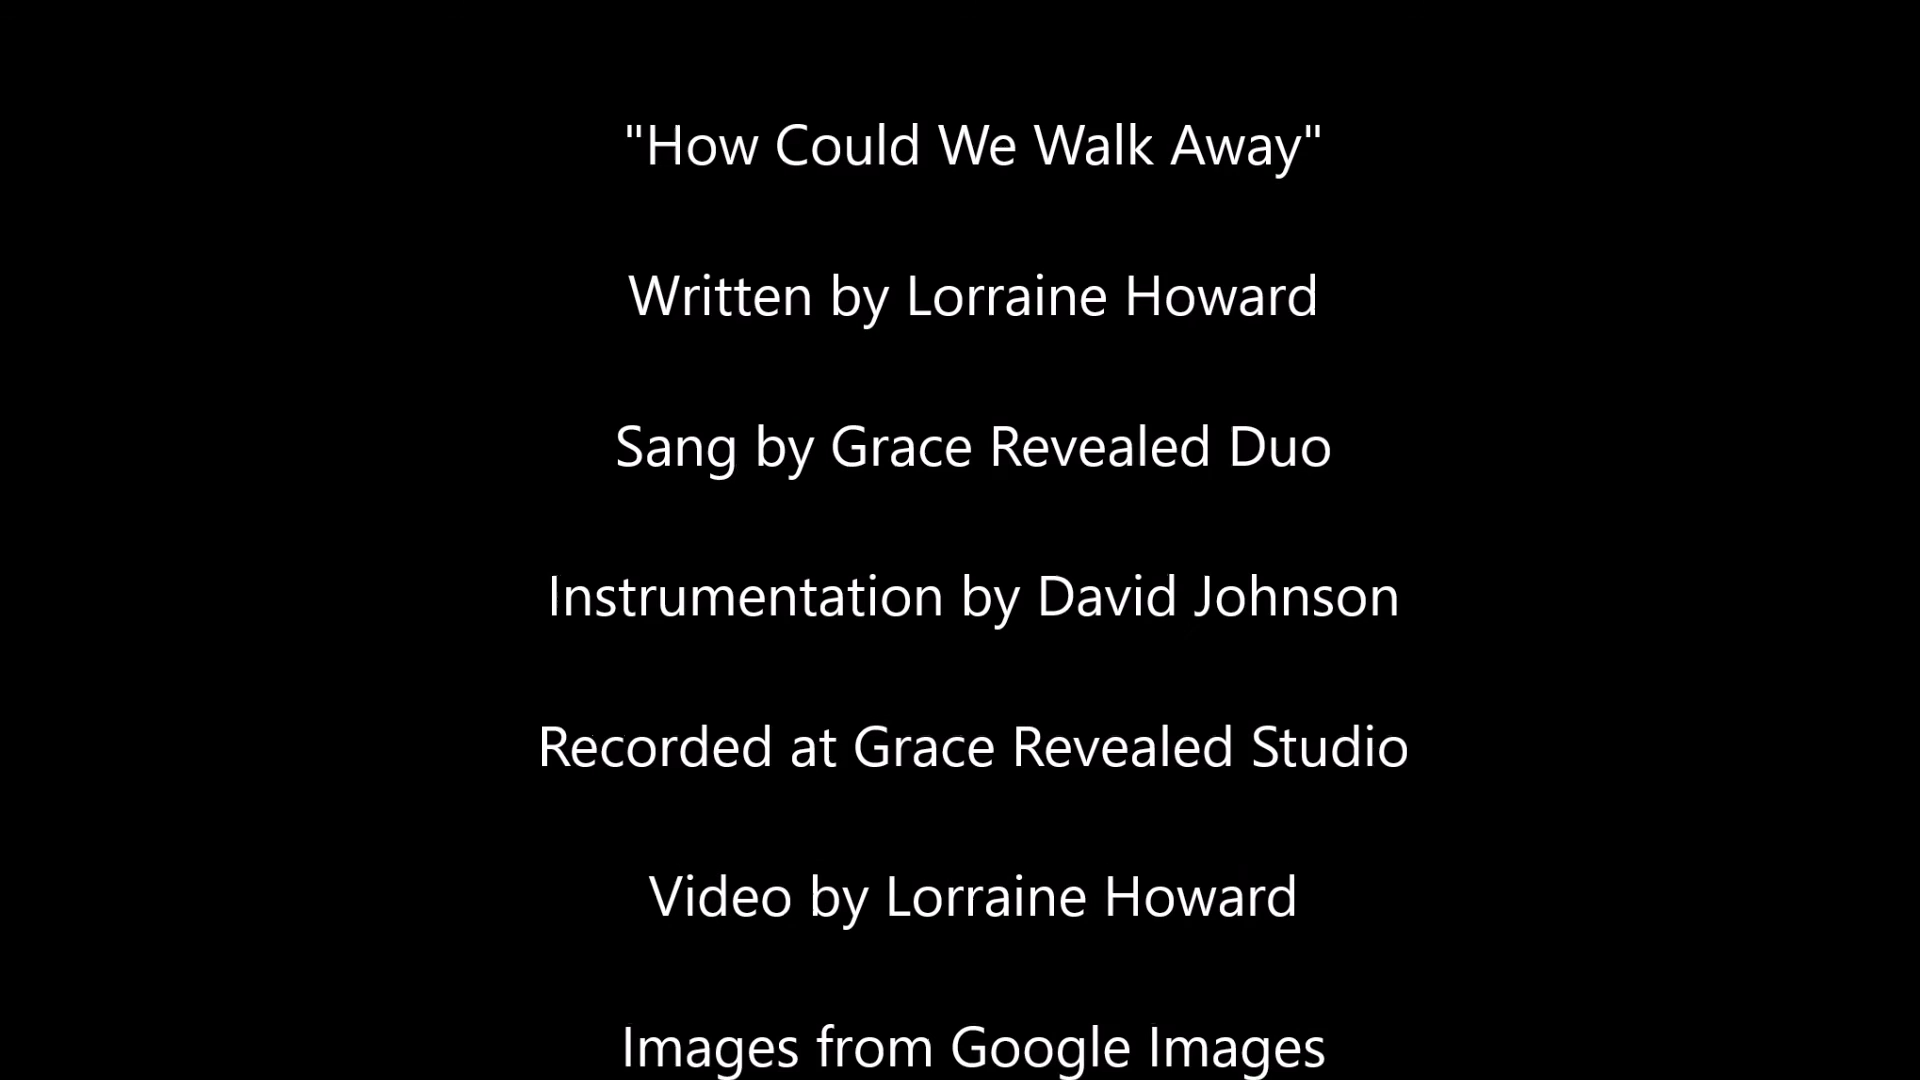 "How Could We Walk Away"
Written by Lorraine Howard
Sang by Grace Revealed Duo
Instrumentation by David Johnson
Recorded at Grace Revealed Studio
Video by Lorraine Howard
Images from Google Images